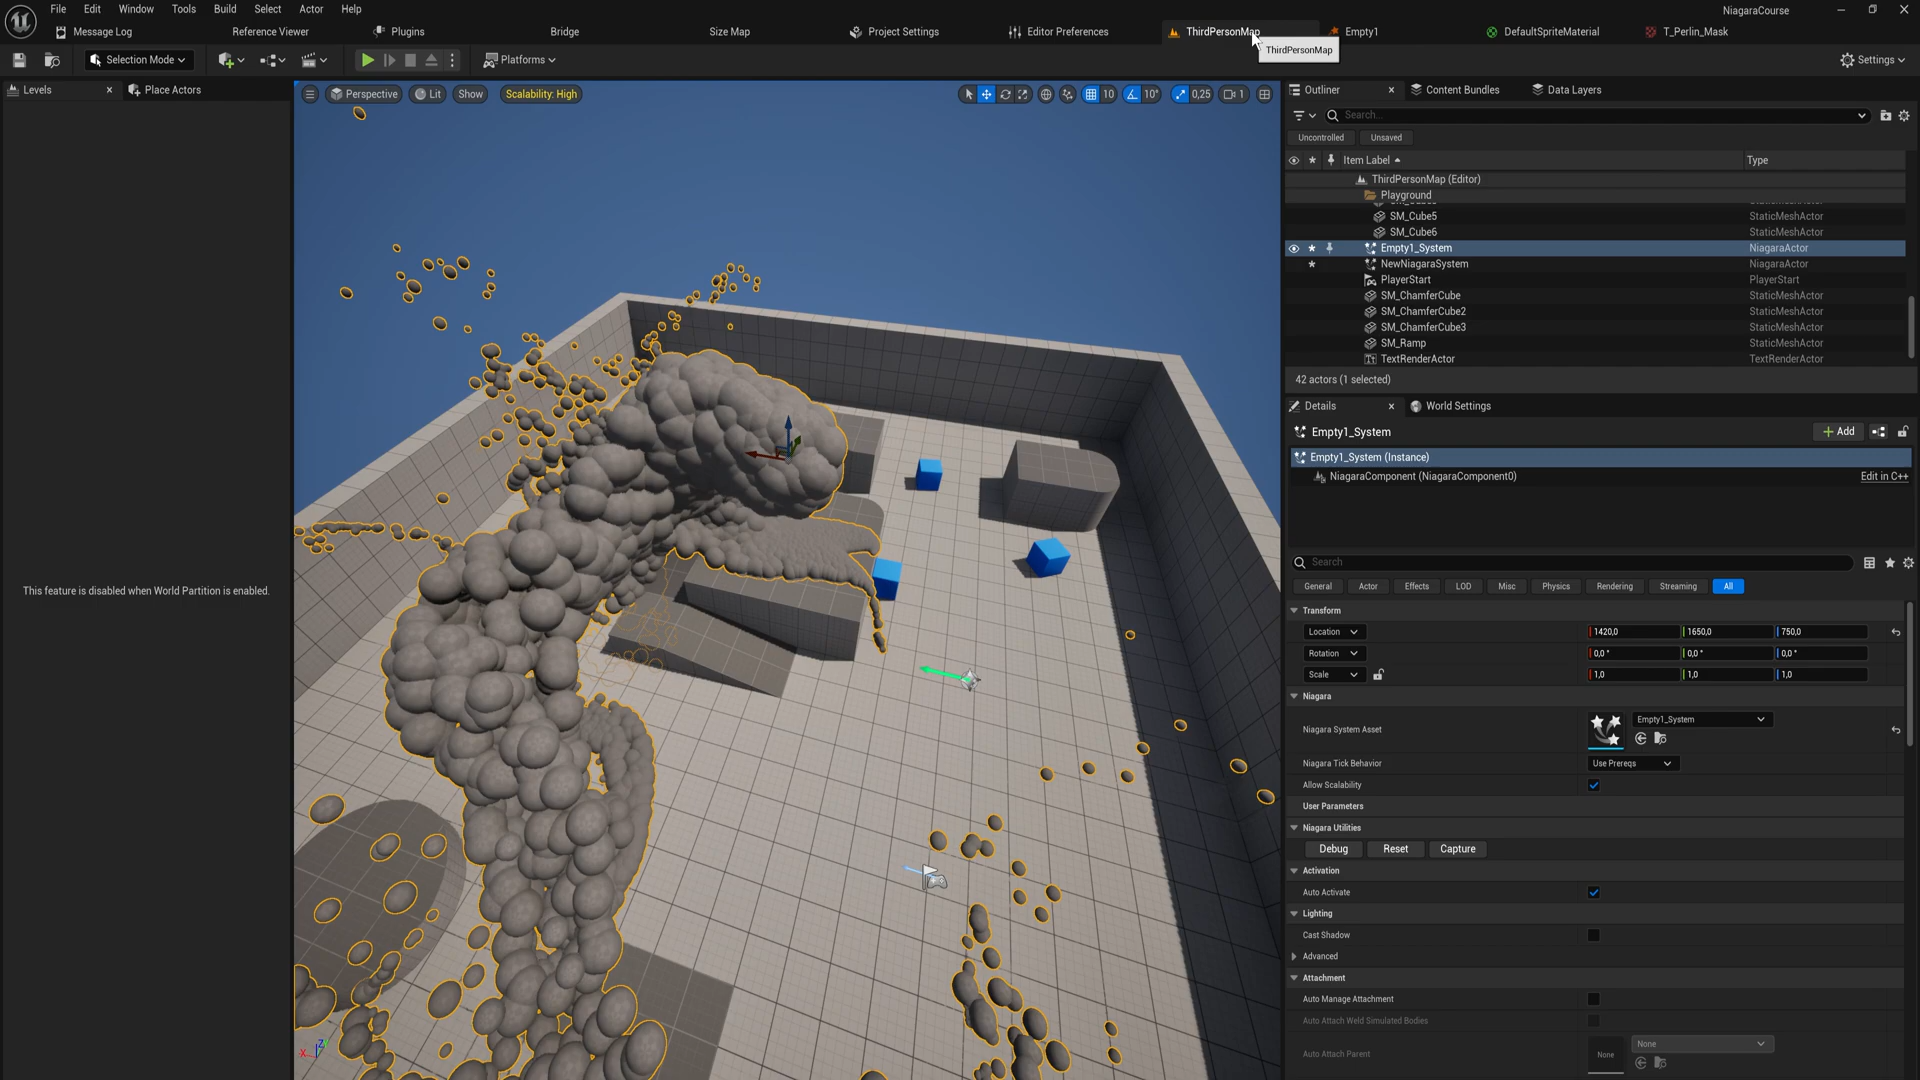 File Edit Window Tools Build Select Actor Help
NiagaraCourse
Message Log
Reference Viewer
Plugins
Bridge
Size Map
Project Settings
Editor Preferences
ThirdPersonMap
Empty1
DefaultSpriteMaterial
T_Perlin_Mask
ThirdPersonMap
Selection Mode
Platforms
Settings
Levels
Place Actors
Perspective
Lit
Show
Scalability: High
10
10°
0,25
1
Outliner
Content Bundles
Data Layers
Search...
Uncontrolled
Unsaved
Item Label
Type
ThirdPersonMap (Editor)
Playground
SM_Cube5 StaticMeshActor
SM_Cube6 StaticMeshActor
Empty1_System NiagaraActor
NewNiagaraSystem NiagaraActor
PlayerStart PlayerStart
SM_ChamferCube StaticMeshActor
SM_ChamferCube2 StaticMeshActor
SM_ChamferCube3 StaticMeshActor
SM_Ramp StaticMeshActor
TextRenderActor TextRenderActor
42 actors (1 selected)
Details
World Settings
Empty1_System
Add
Empty1_System (Instance)
NiagaraComponent (NiagaraComponent0)
Edit in C++
This feature is disabled when World Partition is enabled.
Search
General Actor Effects LOD Misc Physics Rendering Streaming All
Transform
Location 1420,0 1650,0 750,0
Rotation 0,0 ° 0,0 ° 0,0 °
Scale 1,0 1,0 1,0
Niagara
Niagara System Asset
Empty1_System
Niagara Tick Behavior
Use Prereqs
Allow Scalability
User Parameters
Niagara Utilities
Debug Reset Capture
Activation
Auto Activate
Lighting
Cast Shadow
Advanced
Attachment
Auto Manage Attachment
Auto Attach Weld Simulated Bodies
Auto Attach Parent
None
None
X
Z